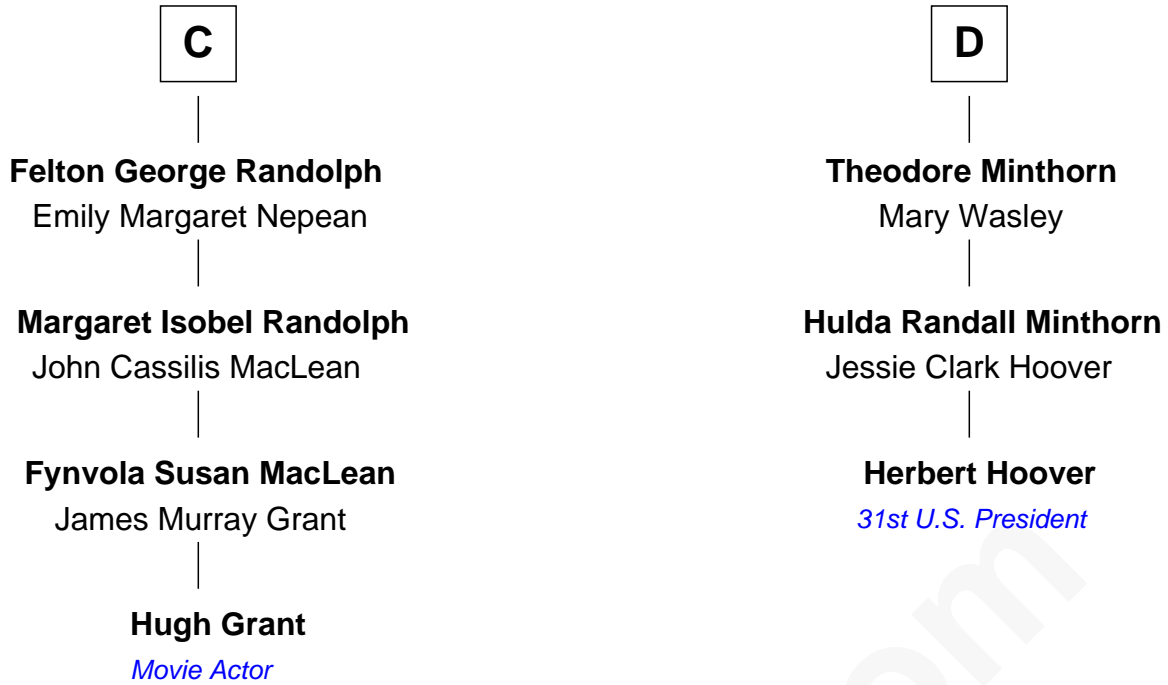 C
Felton George Randolph
Emily Margaret Nepean
Margaret Isobel Randolph
John Cassilis MacLean
Fynvola Susan MacLean
James Murray Grant
Hugh Grant
Movie Actor
D
Theodore Minthorn
Mary Wasley
Hulda Randall Minthorn
Jessie Clark Hoover
Herbert Hoover
31st U.S. President
om